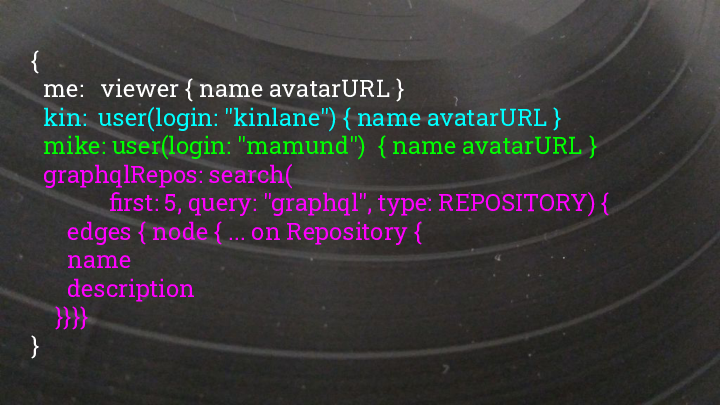 {
me: viewer { name avatarURL }
kin: user(login: "kinlane") { name avatarURL }
mike: user(login: "mamund") { name avatarURL }
graphqlRepos: search(
first: 5, query: "graphql", type: REPOSITORY) {
edges { node { ... on Repository {
name
description
}}}}
}